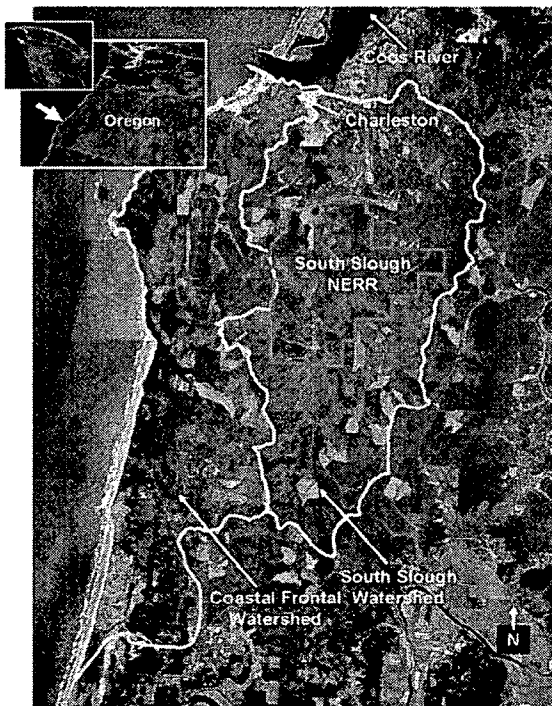 Coos River
Oregon
Charleston
South Slough
NERR
South Slough
Watershed
Coastal Frontal
Watershed
N